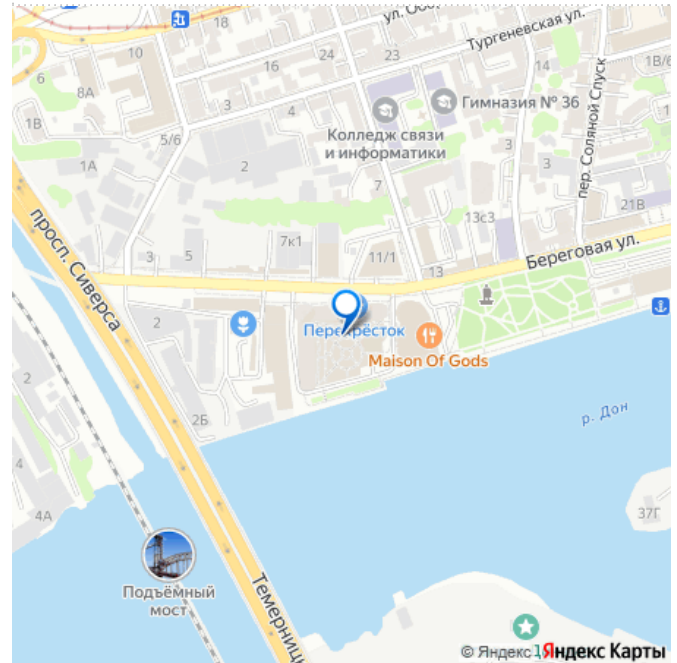 18
ул. Об
Тургеневская ул.
6
8А
16
24
23
14
1В/6
1В
3
4
Гимназия № 36
5/6
Колледж связи
и информатики
пер. Соляной Спуск
1А
2
7
3
3
просп. Сиверса
13с3
21В
7к1
3
5
11/1
13
Береговая ул.
2
Перекрёсток
Maison Of Gods
2
2Б
р. Дон
4
4А
37Г
Подъёмный
мост
Темерниц
© Яндекс
Яндекс Карты